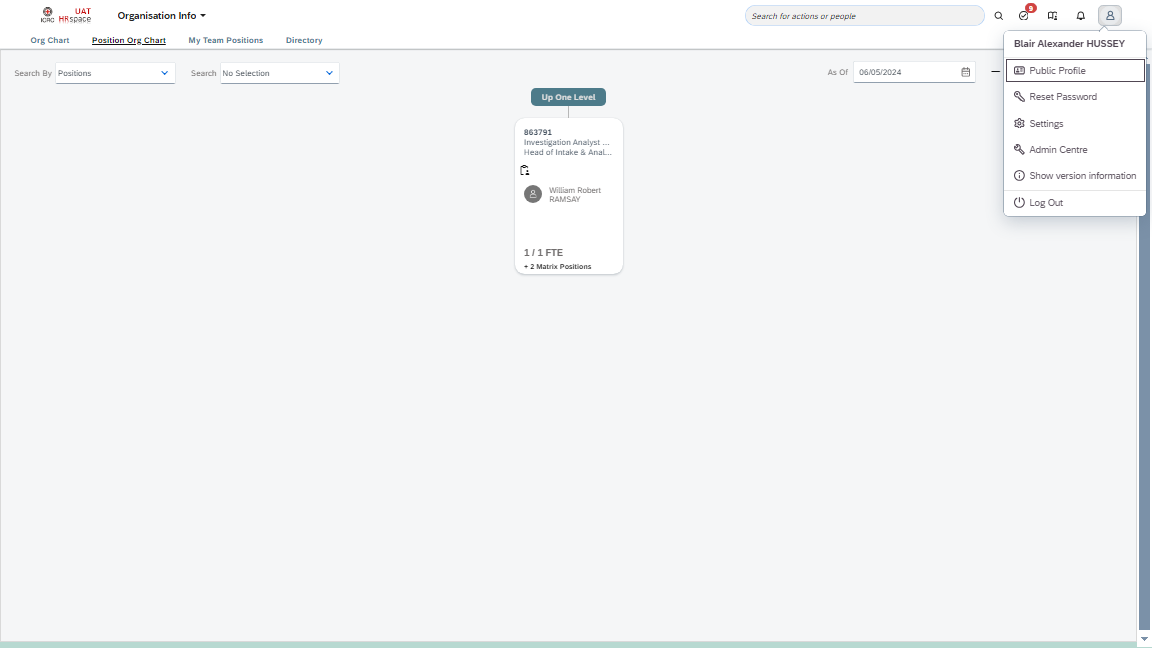 ICRC
UAT
HRspace
Organisation Info
Search for actions or people
9
Org Chart
Position Org Chart
My Team Positions
Directory
Blair Alexander HUSSEY
Public Profile
Reset Password
Settings
Admin Centre
Show version information
Log Out
Search By
Positions
Search
No Selection
As Of
06/05/2024
Up One Level
863791
Investigation Analyst ...
Head of Intake & Anal...
William Robert
RAMSAY
1 / 1 FTE
+ 2 Matrix Positions